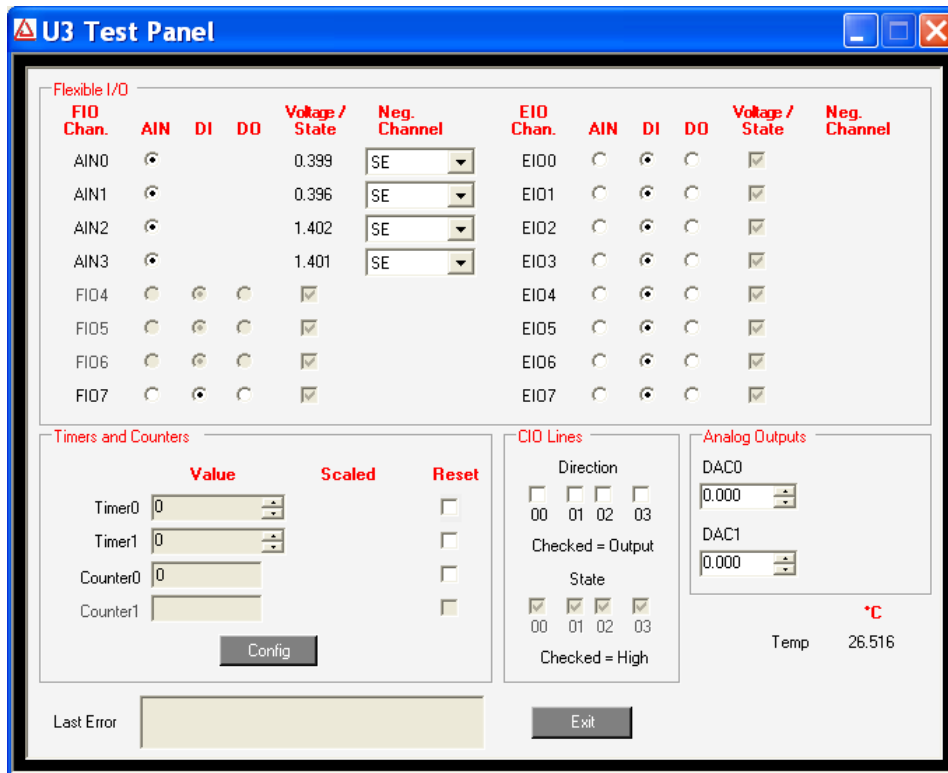 U3 Test Panel
Flexible I/O
FIO Chan. AIN DI DO Voltage / State Neg. Channel EIO Chan. AIN DI DO Voltage / State Neg. Channel
AIN0 0.399 SE EIO0
AIN1 0.396 SE EIO1
AIN2 1.402 SE EIO2
AIN3 1.401 SE EIO3
FIO4 EIO4
FIO5 EIO5
FIO6 EIO6
FIO7 EIO7
Timers and Counters
Value Scaled Reset
Timer0 0
Timer1 0
Counter0 0
Counter1
Config
CIO Lines
Direction
00 01 02 03
Checked = Output
State
00 01 02 03
Checked = High
Analog Outputs
DAC0
0.000
DAC1
0.000
°C
Temp 26.516
Last Error
Exit